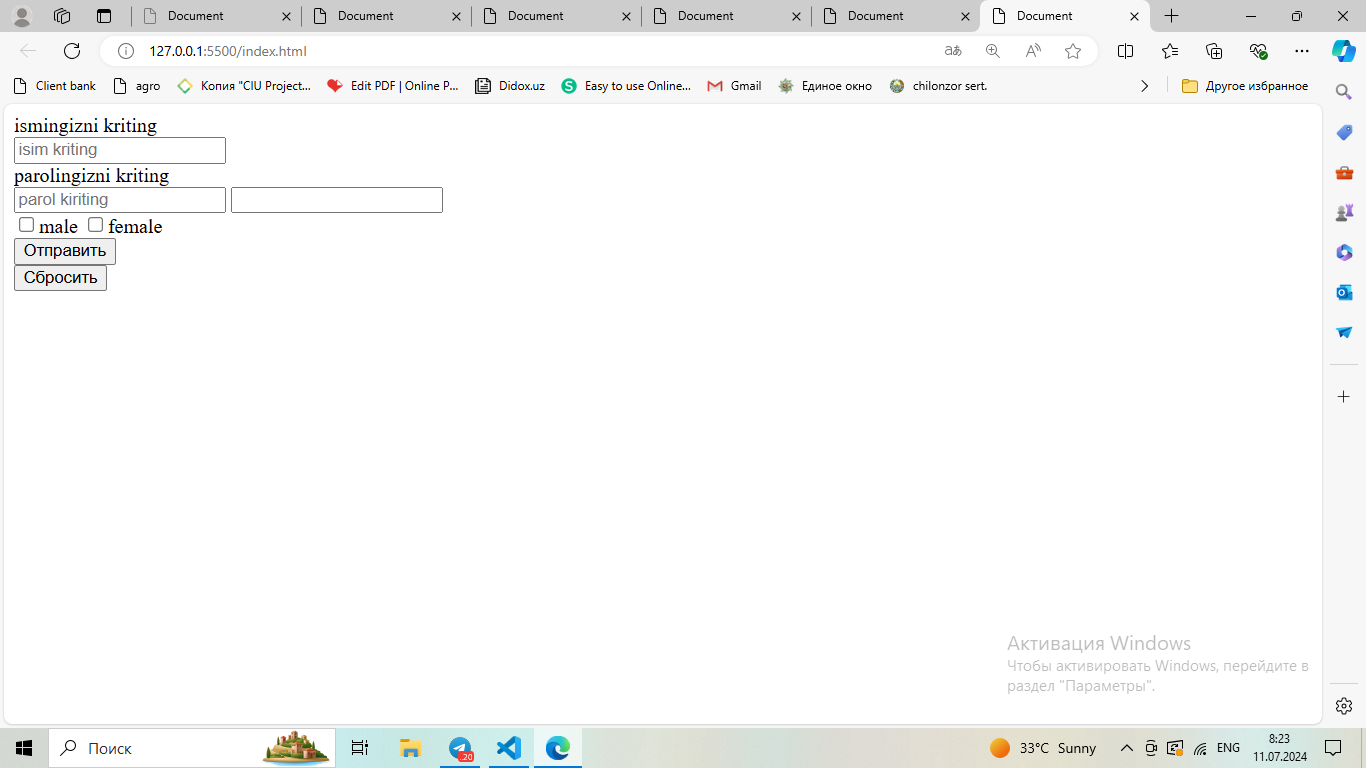 Document
Document
Document
Document
Document
Document
127.0.0.1:5500/index.html
Client bank
agro
Копия "CIU Project...
Edit PDF | Online P...
Didox.uz
Easy to use Online...
Gmail
Единое окно
chilonzor sert.
Другое избранное
ismingizni kriting
isim kriting
parolingizni kriting
parol kiriting
male
female
Отправить
Сбросить
Активация Windows
Чтобы активировать Windows, перейдите в
раздел "Параметры".
Поиск
20
33°C Sunny
ENG
8:23
11.07.2024